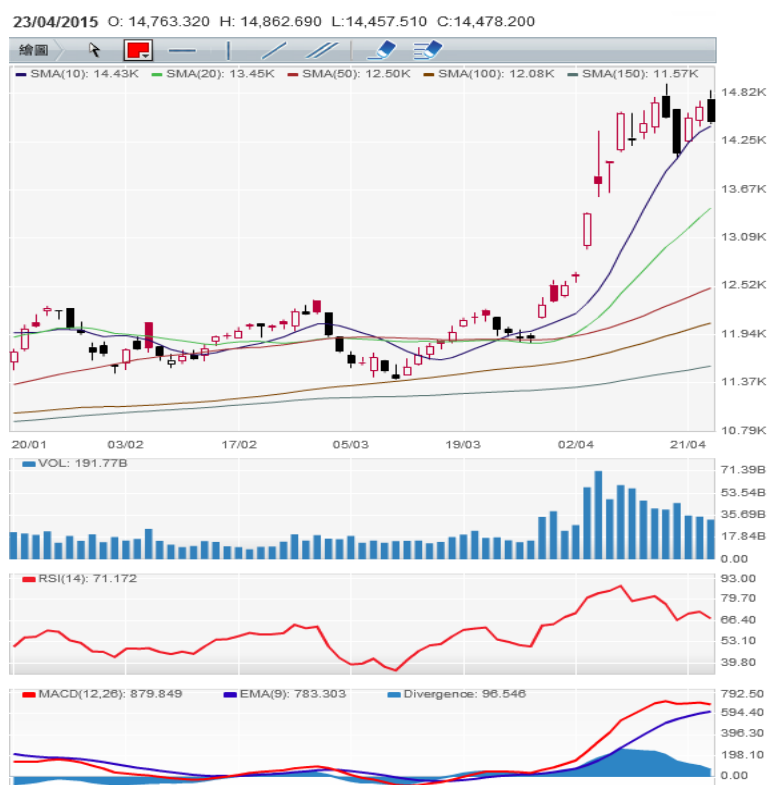 23/04/2015 O: 14,763.320 H: 14,862.690 L:14,457.510 C:14,478.200
繪圖
SMA(10): 14.43K SMA(20): 13.45K SMA(50): 12.50K SMA(100): 12.08K SMA(150): 11.57K
14.82K
14.25K
13.67K
13.09K
12.52K
11.94K
11.37K
10.79K
20/01 03/02 17/02 05/03 19/03 02/04 21/04
VOL: 191.77B
71.39B
53.54B
35.69B
17.84B
0.00
RSI(14): 71.172
93.00
79.70
66.40
53.10
39.80
MACD(12,26): 879.849 EMA(9): 783.303 Divergence: 96.546
792.50
594.40
396.30
198.10
0.00